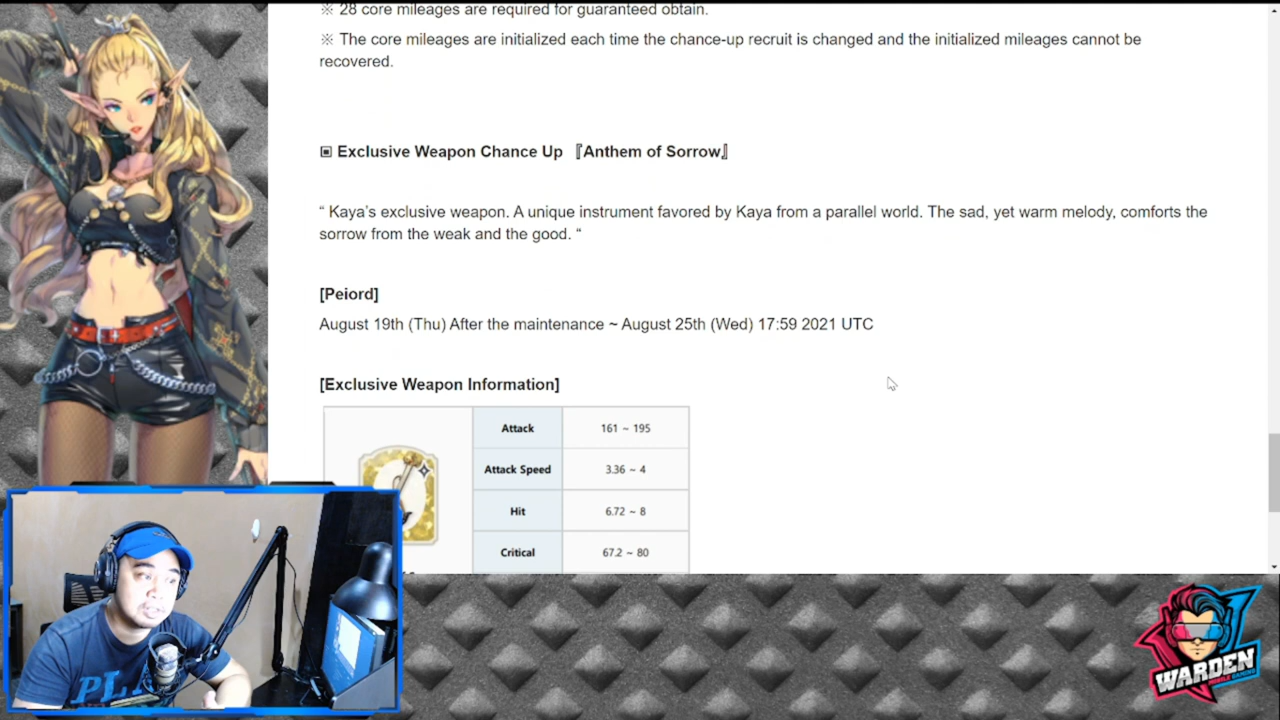 ※ 28 core mileages are required for guaranteed obtain.
※ The core mileages are initialized each time the chance-up recruit is changed and the initialized mileages cannot be
recovered.
▣ Exclusive Weapon Chance Up 『Anthem of Sorrow』
“ Kaya’s exclusive weapon. A unique instrument favored by Kaya from a parallel world. The sad, yet warm melody, comforts the
sorrow from the weak and the good. “
[Peiord]
August 19th (Thu) After the maintenance ~ August 25th (Wed) 17:59 2021 UTC
[Exclusive Weapon Information]
Attack 161 ~ 195
Attack Speed 3.36 ~ 4
Hit 6.72 ~ 8
Critical 67.2 ~ 80
WARDEN
MOBILE GAMING